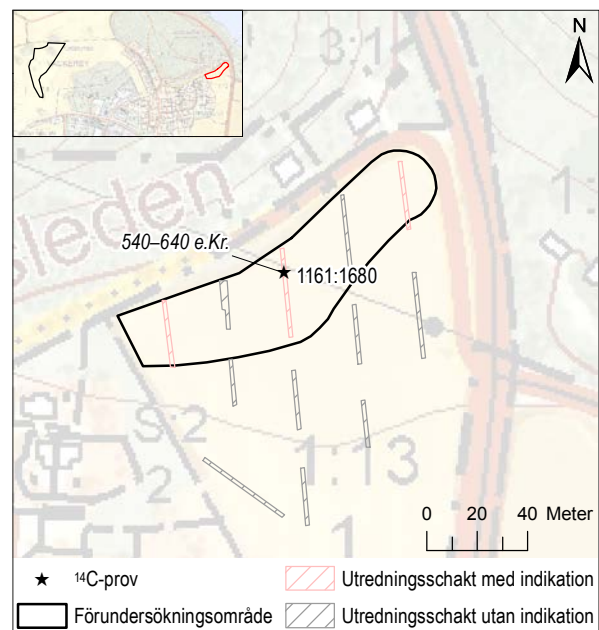 N
3:1
1:
sleden
540–640 e.Kr.
1161:1680
S:2
2
1:13
1
0 20 40 Meter
¹⁴C-prov
Utredningsschakt med indikation
Förundersökningsområde
Utredningsschakt utan indikation